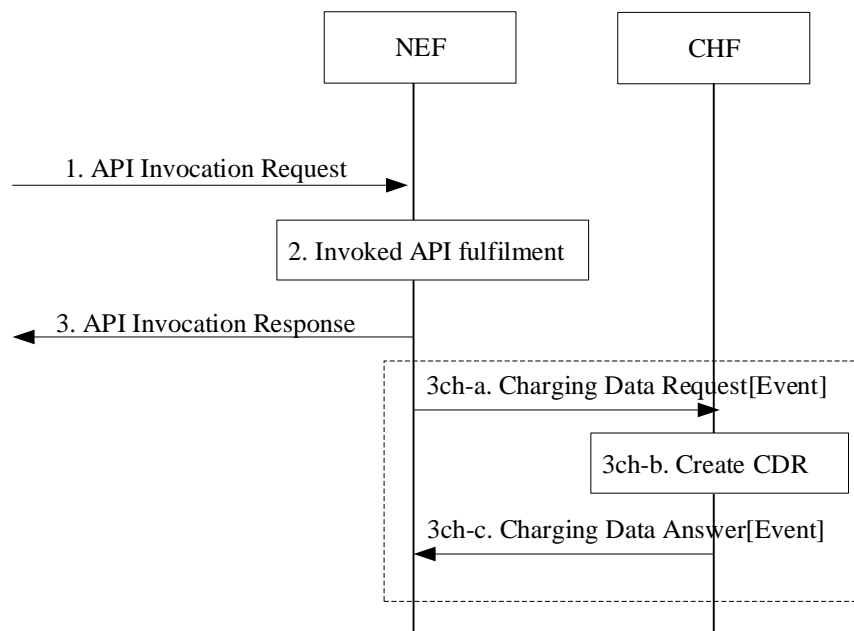 NEF
CHF
1. API Invocation Request
2. Invoked API fulfilment
3. API Invocation Response
3ch-a. Charging Data Request[Event]
3ch-b. Create CDR
3ch-c. Charging Data Answer[Event]